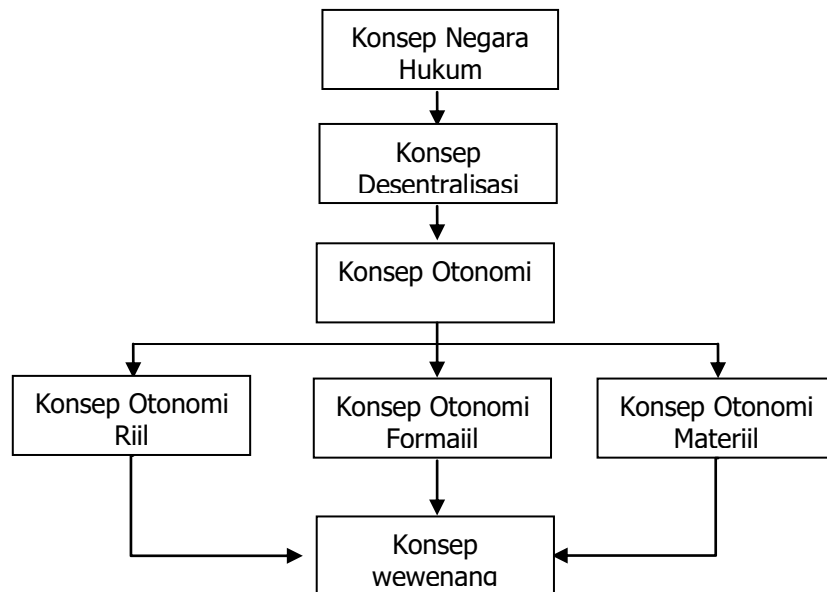 Konsep Negara
Hukum
Konsep
Desentralisasi
Konsep Otonomi
Konsep Otonomi
Riil
Konsep Otonomi
Formaiil
Konsep Otonomi
Materiil
Konsep
wewenang